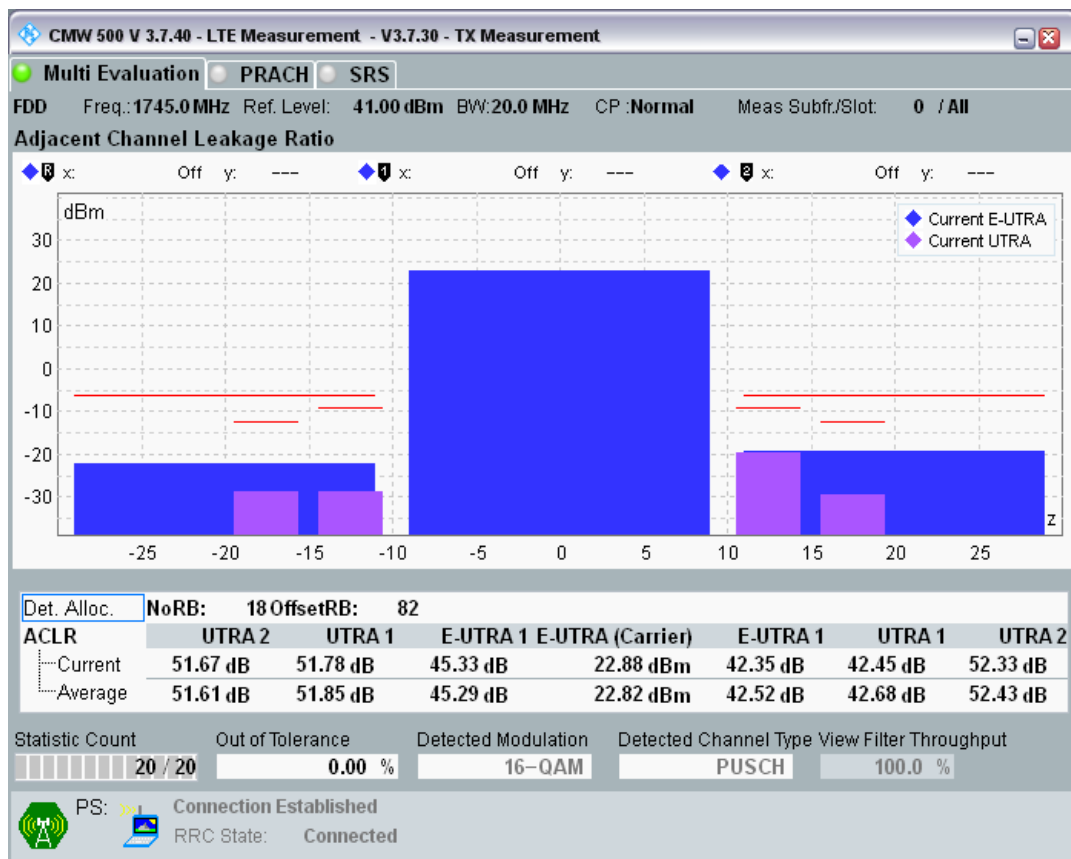 CMW 500 V 3.7.40 - LTE Measurement - V3.7.30 - TX Measurement
Multi Evaluation PRACH SRS
FDD Freq.:1745.0 MHz Ref. Level: 41.00 dBm BW:20.0 MHz CP :Normal Meas Subfr./Slot: 0 / All
Adjacent Channel Leakage Ratio
R x: Off y: --- 1 x: Off y: --- 2 x: Off y: ---
dBm
Current E-UTRA
Current UTRA
30
20
10
0
-10
-20
-30
z
-25 -20 -15 -10 -5 0 5 10 15 20 25
Det. Alloc. NoRB: 18 OffsetRB: 82
ACLR UTRA 2 UTRA 1 E-UTRA 1 E-UTRA (Carrier) E-UTRA 1 UTRA 1 UTRA 2
Current 51.67 dB 51.78 dB 45.33 dB 22.88 dBm 42.35 dB 42.45 dB 52.33 dB
Average 51.61 dB 51.85 dB 45.29 dB 22.82 dBm 42.52 dB 42.68 dB 52.43 dB
Statistic Count Out of Tolerance Detected Modulation Detected Channel Type View Filter Throughput
20 / 20 0.00 % 16-QAM PUSCH 100.0 %
PS: Connection Established
RRC State: Connected